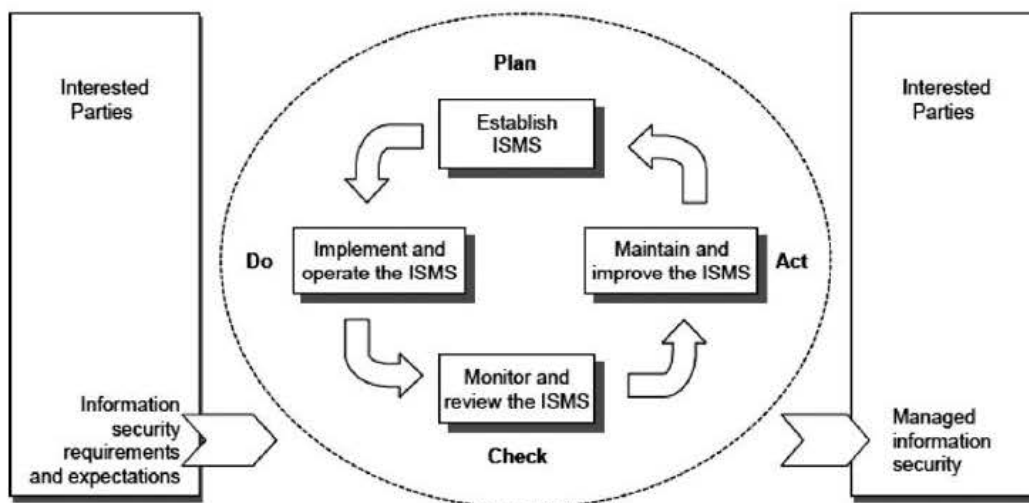 Interested
Parties
Information
security
requirements
and expectations
Plan
Establish
ISMS
Do
Implement and
operate the ISMS
Maintain and
improve the ISMS
Act
Monitor and
review the ISMS
Check
Interested
Parties
Managed
information
security